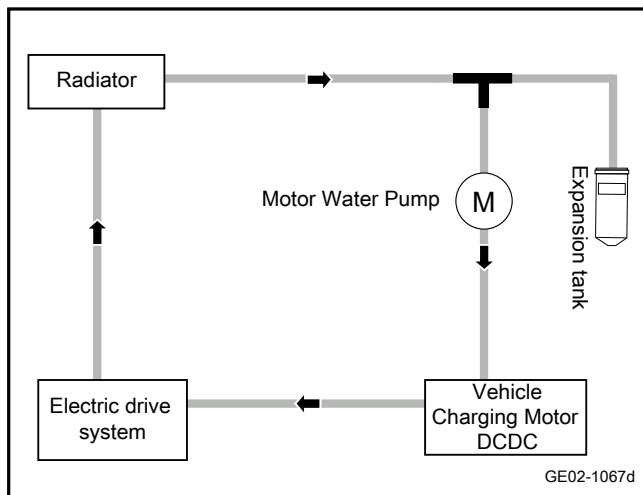 Radiator
Motor Water Pump
M
Expansion tank
Electric drive
system
Vehicle
Charging Motor
DCDC
GE02-1067d